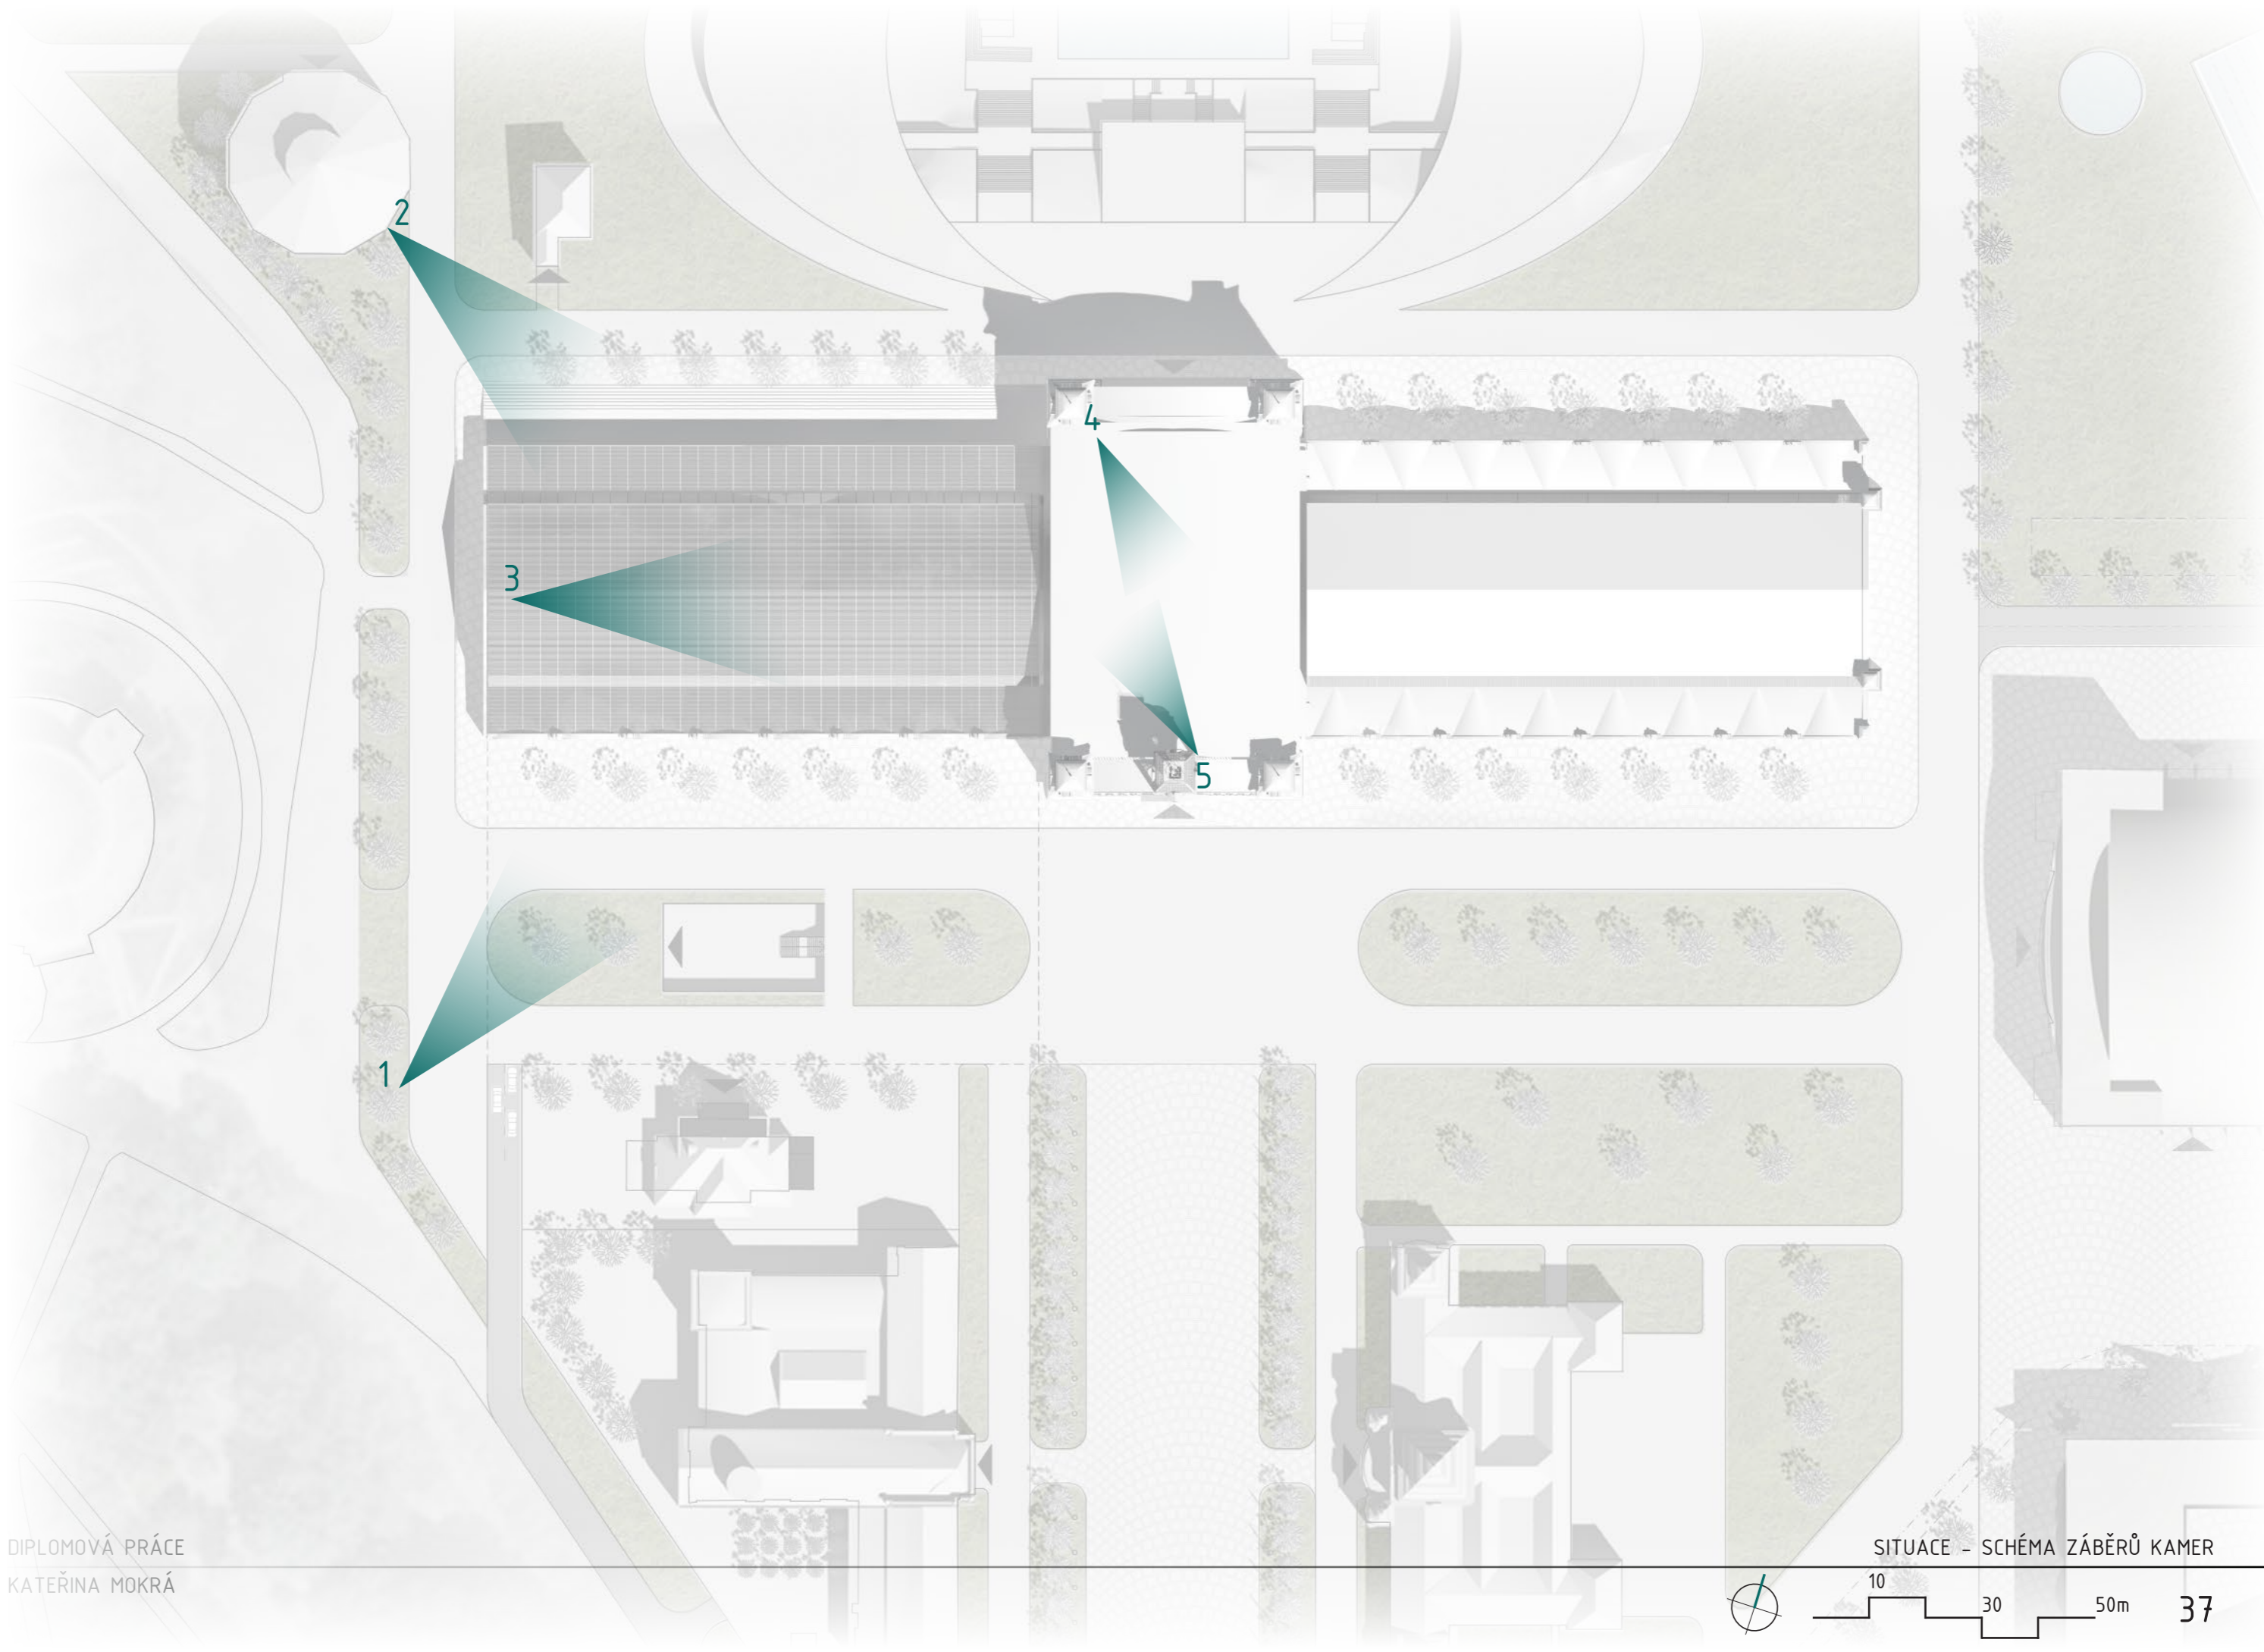 2
4
3
5
1
DIPLOMOVÁ PRÁCE
KATEŘINA MOKRÁ
SITUACE - SCHÉMA ZÁBĚRŮ KAMER
10
30
50m
37